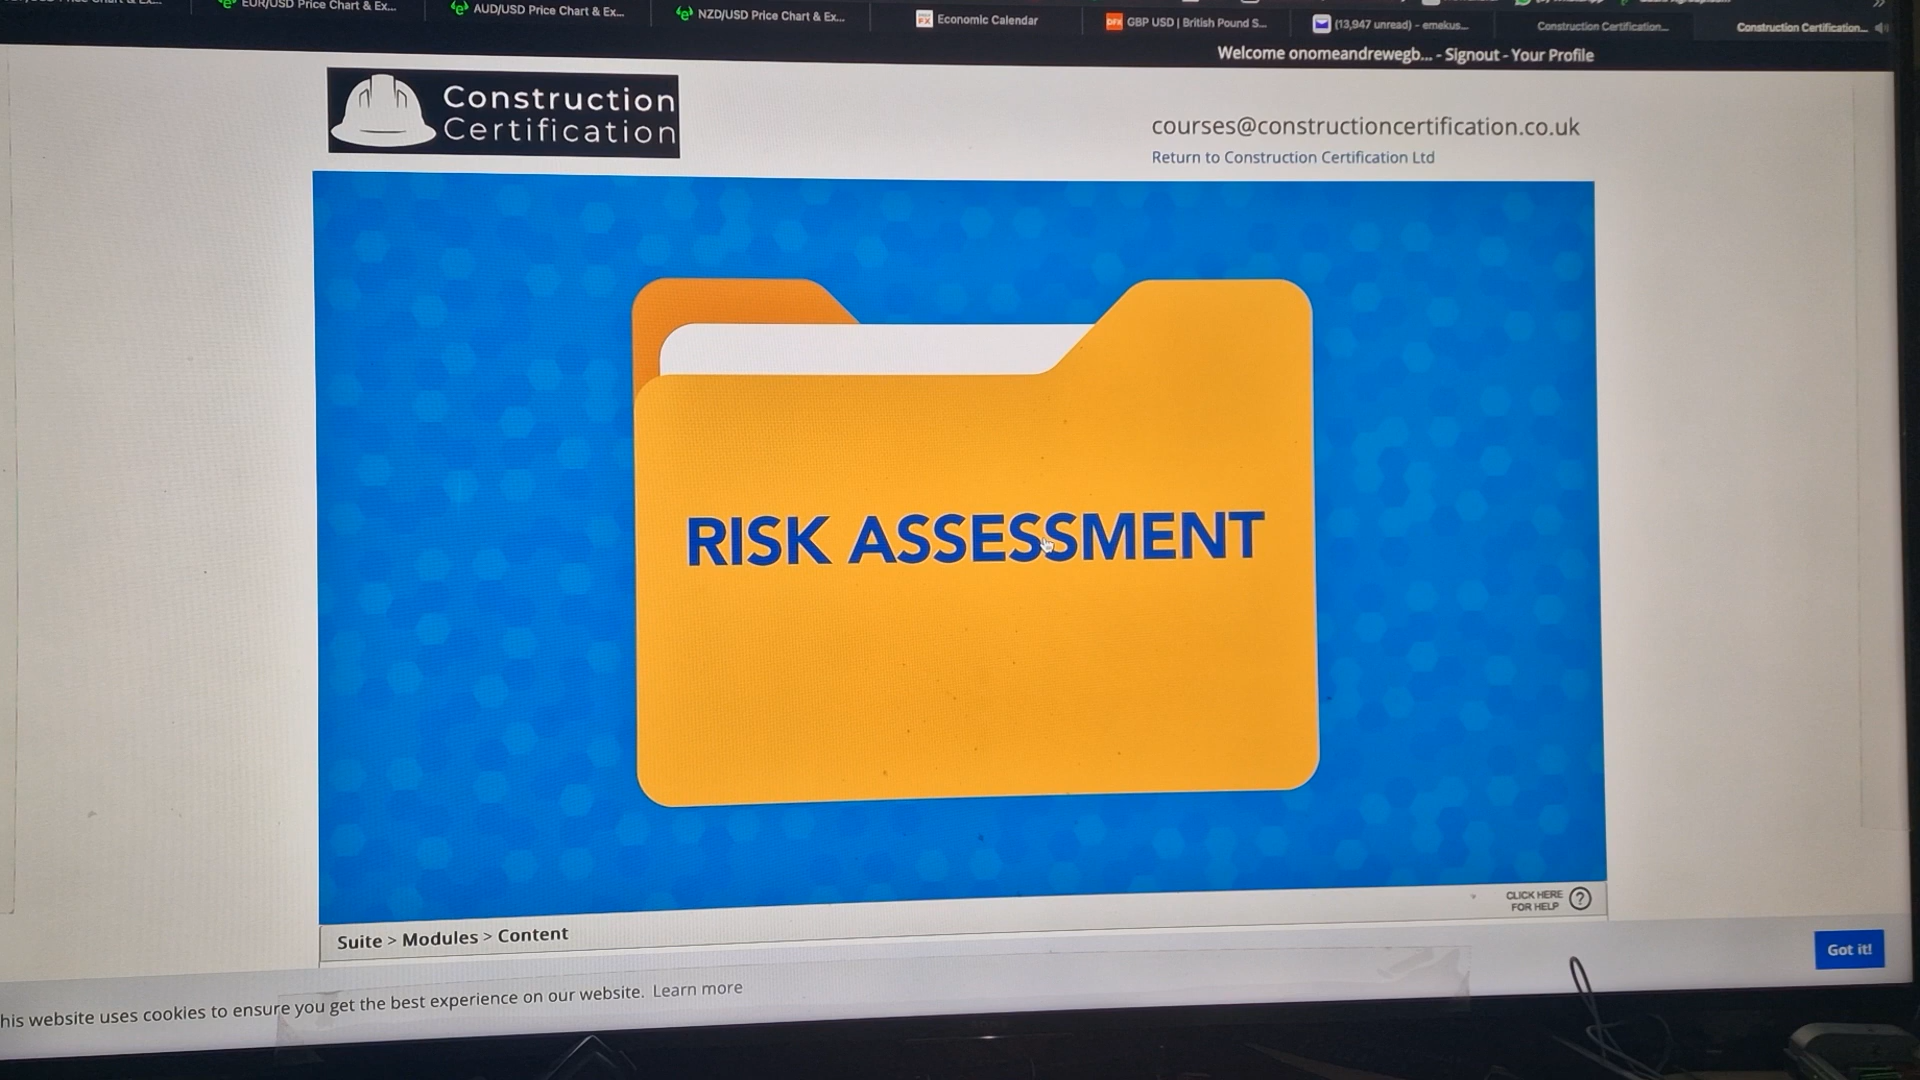 EUR/USD Price Chart & Ex...
AUD/USD Price Chart & Ex...
NZD/USD Price Chart & Ex...
Economic Calendar
GBP USD | British Pound S...
(13,947 unread) - emekus...
Construction Certification...
Construction Certification...
Welcome onomeandrewegb... - Signout - Your Profile
Construction
Certification
courses@constructioncertification.co.uk
Return to Construction Certification Ltd
RISK ASSESSMENT
CLICK HERE
FOR HELP
Suite > Modules > Content
Got it!
his website uses cookies to ensure you get the best experience on our website. Learn more